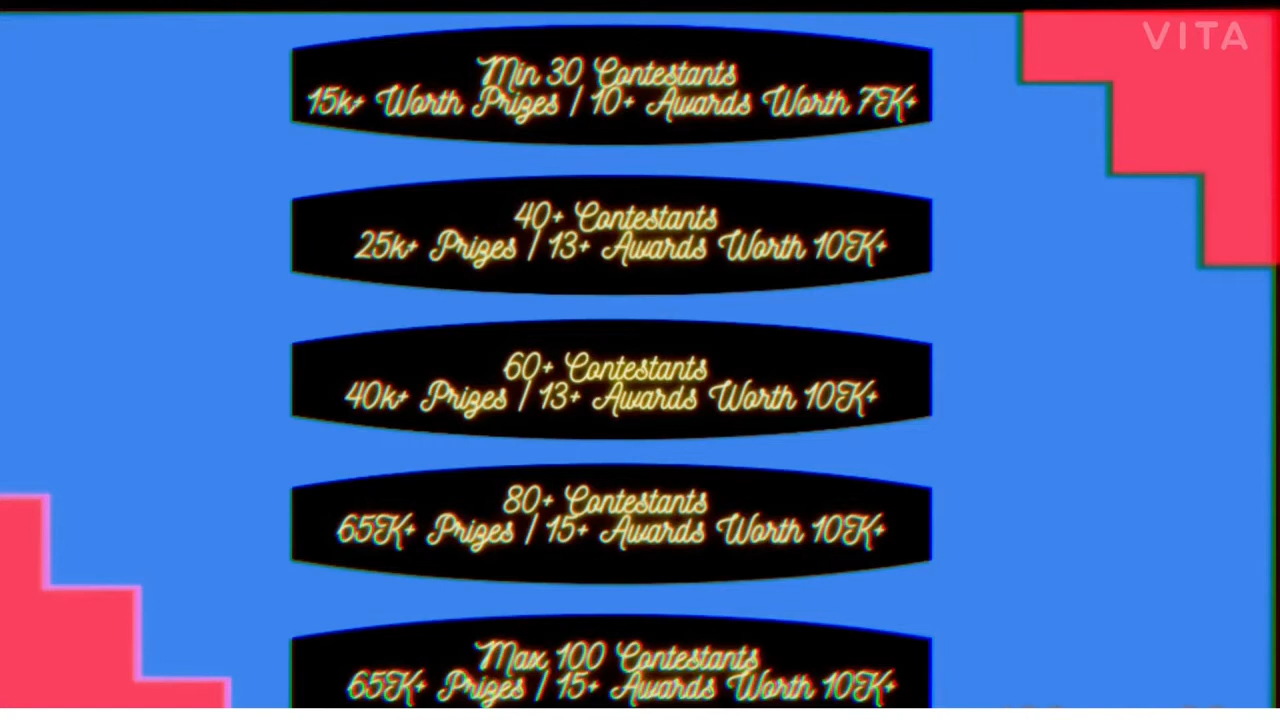 VITA
Min 30 Contestants
15k+ Worth Prizes / 10+ Awards Worth 7K+
40+ Contestants
25k+ Prizes / 13+ Awards Worth 10K+
60+ Contestants
40k+ Prizes / 13+ Awards Worth 10K+
80+ Contestants
65K+ Prizes / 15+ Awards Worth 10K+
Max 100 Contestants
65K+ Prizes / 15+ Awards Worth 10K+